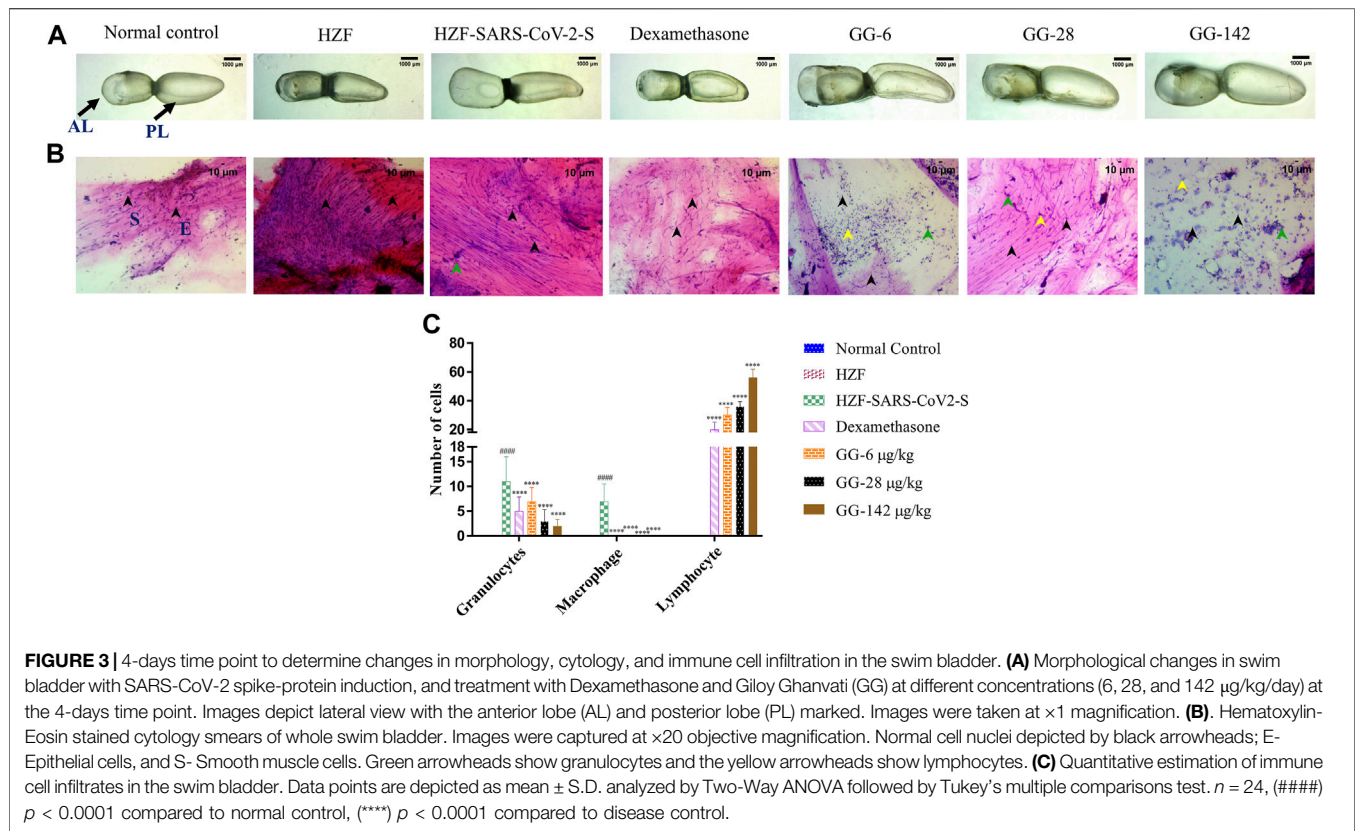 A
Normal control HZF HZF-SARS-CoV-2-S Dexamethasone GG-6 GG-28 GG-142
1000 µm 1000 µm 1000 µm 1000 µm 1000 µm 1000 µm 1000 µm
AL PL
B
10 µm 10 µm 10 µm 10 µm 10 µm 10 µm 10 µm
S E
C
Number of cells
80
60
40
20
18
15
10
5
0
#### **** **** **** ****
#### **** **** **** ****
**** **** **** ****
Granulocytes Macrophage Lymphocyte
Normal Control
HZF
HZF-SARS-CoV2-S
Dexamethasone
GG-6 µg/kg
GG-28 µg/kg
GG-142 µg/kg
FIGURE 3 | 4-days time point to determine changes in morphology, cytology, and immune cell infiltration in the swim bladder. (A) Morphological changes in swim
bladder with SARS-CoV-2 spike-protein induction, and treatment with Dexamethasone and Giloy Ghanvati (GG) at different concentrations (6, 28, and 142 µg/kg/day) at
the 4-days time point. Images depict lateral view with the anterior lobe (AL) and posterior lobe (PL) marked. Images were taken at ×1 magnification. (B). Hematoxylin-
Eosin stained cytology smears of whole swim bladder. Images were captured at ×20 objective magnification. Normal cell nuclei depicted by black arrowheads; E-
Epithelial cells, and S- Smooth muscle cells. Green arrowheads show granulocytes and the yellow arrowheads show lymphocytes. (C) Quantitative estimation of immune
cell infiltrates in the swim bladder. Data points are depicted as mean ± S.D. analyzed by Two-Way ANOVA followed by Tukey's multiple comparisons test. n = 24, (####)
p < 0.0001 compared to normal control, (****) p < 0.0001 compared to disease control.